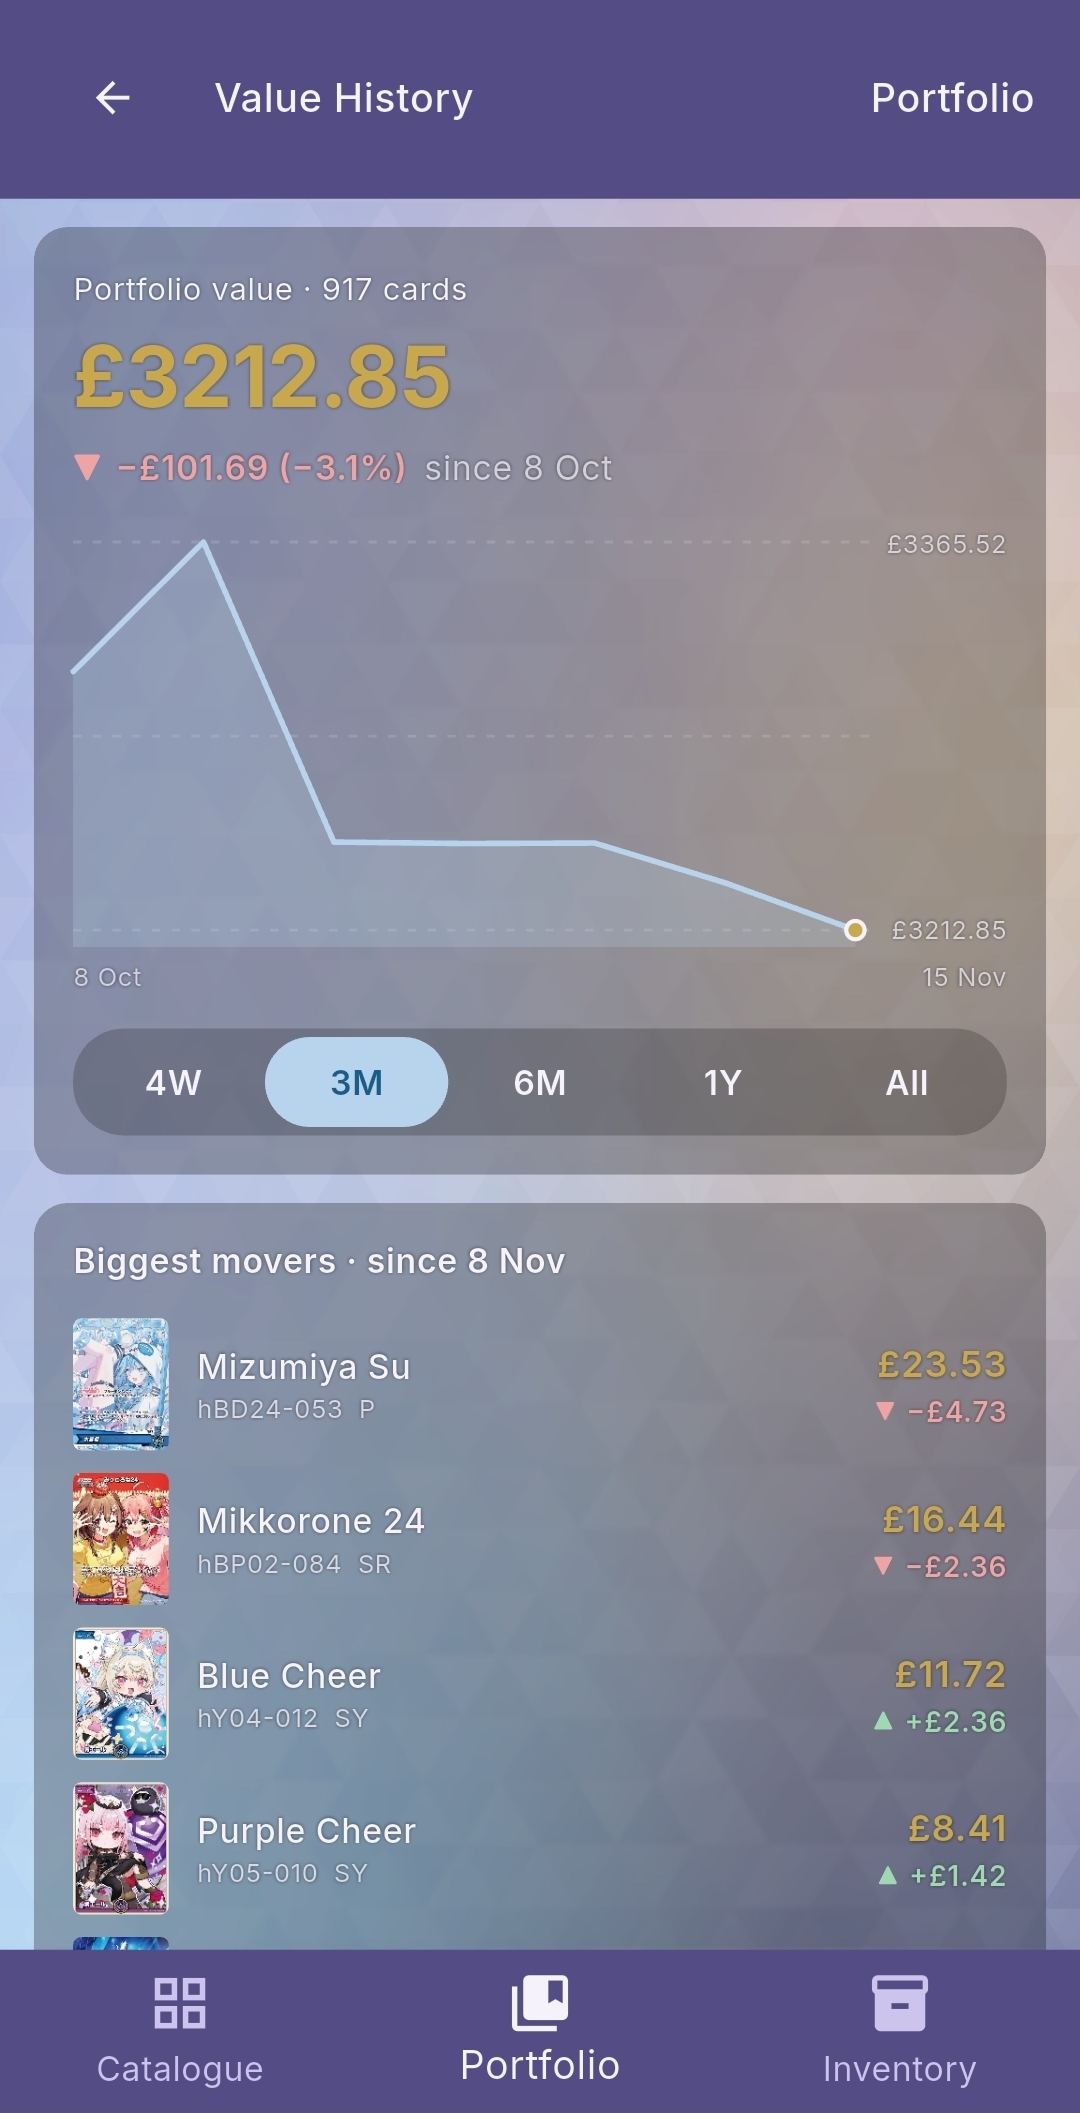 Value History
Portfolio
Portfolio value · 917 cards
£3212.85
▼ −£101.69 (−3.1%) since 8 Oct
£3365.52
£3212.85
8 Oct
15 Nov
4W
3M
6M
1Y
All
Biggest movers · since 8 Nov
Mizumiya Su
£23.53
hBD24-053 P
▼ −£4.73
Mikkorone 24
£16.44
hBP02-084 SR
▼ −£2.36
Blue Cheer
£11.72
hY04-012 SY
▲ +£2.36
Purple Cheer
£8.41
hY05-010 SY
▲ +£1.42
Catalogue
Portfolio
Inventory